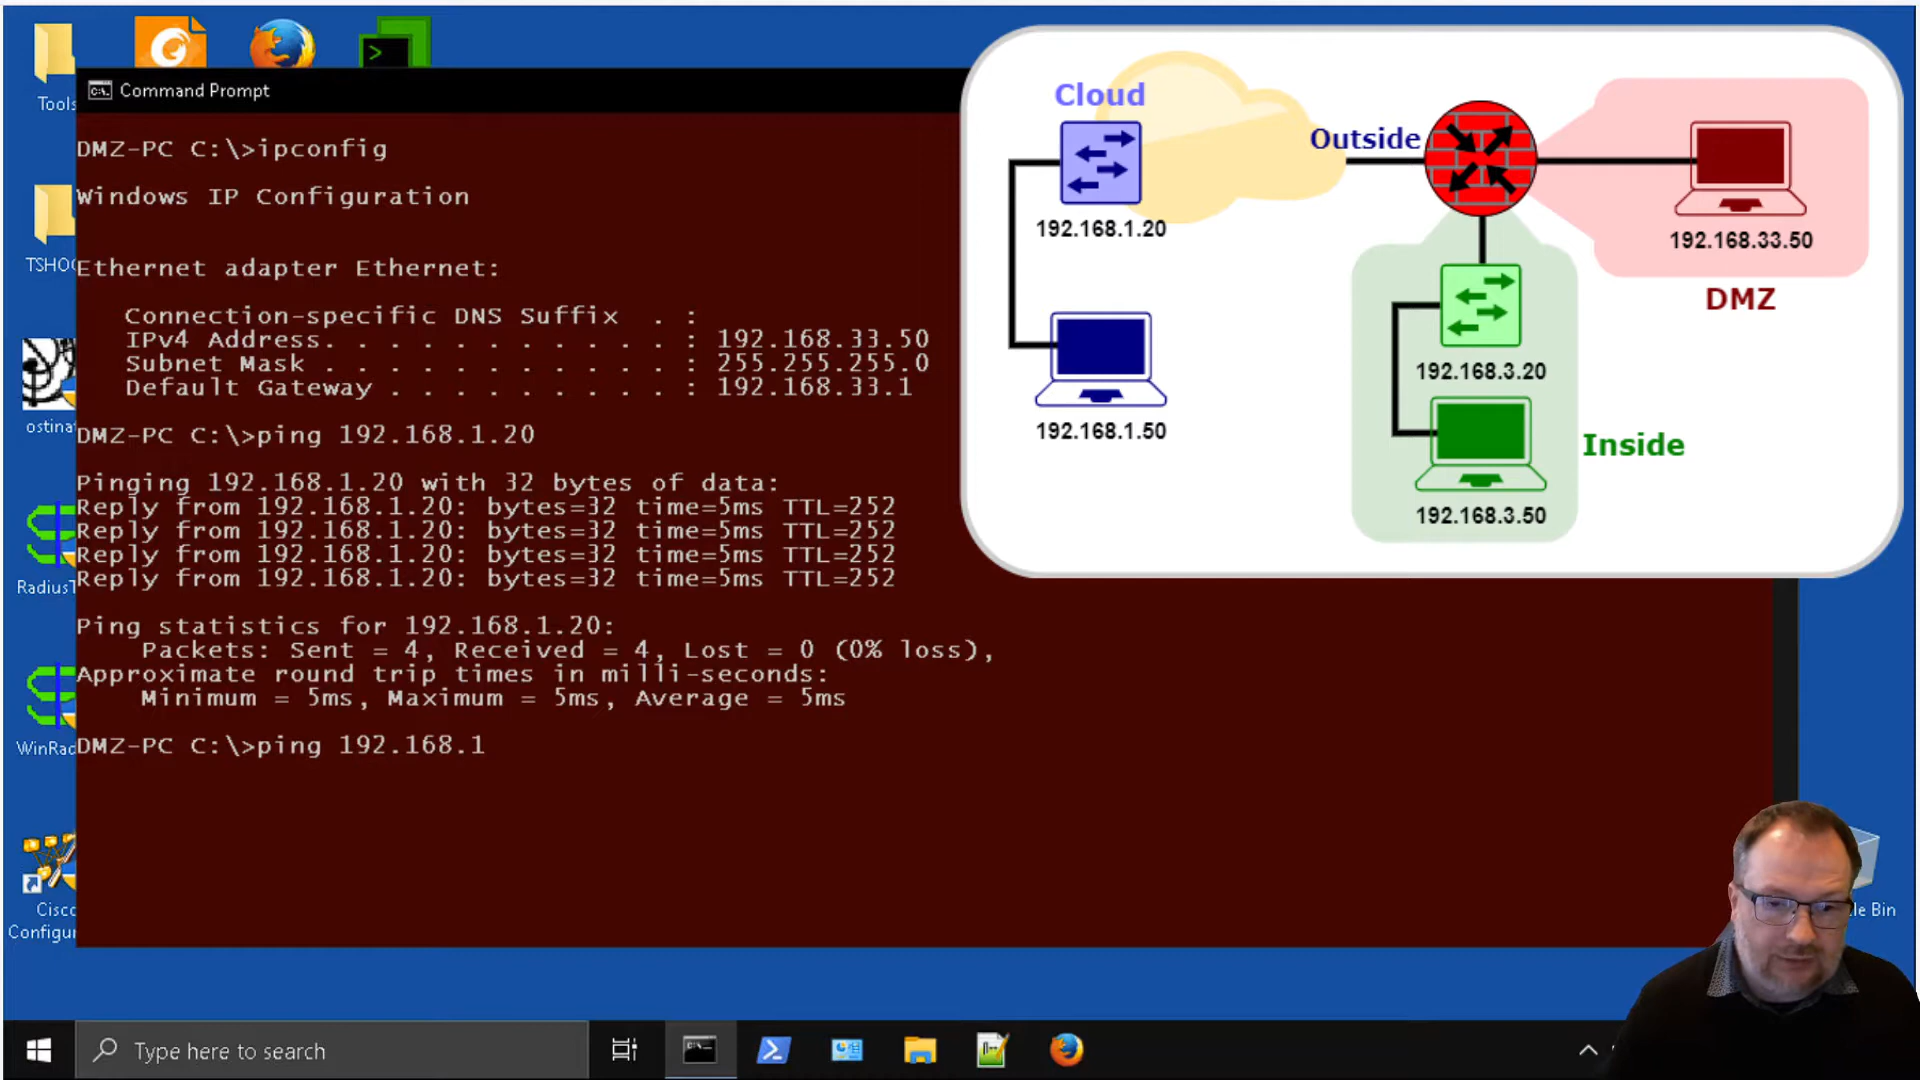 Tools
TSHOO
ostina
RadiusT
WinRad
Cisco
Configu
Command Prompt
DMZ-PC C:\>ipconfig
Windows IP Configuration
Ethernet adapter Ethernet:
Connection-specific DNS Suffix . :
IPv4 Address. . . . . . . . . . . : 192.168.33.50
Subnet Mask . . . . . . . . . . . : 255.255.255.0
Default Gateway . . . . . . . . . : 192.168.33.1
DMZ-PC C:\>ping 192.168.1.20
Pinging 192.168.1.20 with 32 bytes of data:
Reply from 192.168.1.20: bytes=32 time=5ms TTL=252
Reply from 192.168.1.20: bytes=32 time=5ms TTL=252
Reply from 192.168.1.20: bytes=32 time=5ms TTL=252
Reply from 192.168.1.20: bytes=32 time=5ms TTL=252
Ping statistics for 192.168.1.20:
Packets: Sent = 4, Received = 4, Lost = 0 (0% loss),
Approximate round trip times in milli-seconds:
Minimum = 5ms, Maximum = 5ms, Average = 5ms
DMZ-PC C:\>ping 192.168.1
Cloud
192.168.1.20
192.168.1.50
Outside
192.168.33.50
DMZ
192.168.3.20
Inside
192.168.3.50
le Bin
Type here to search